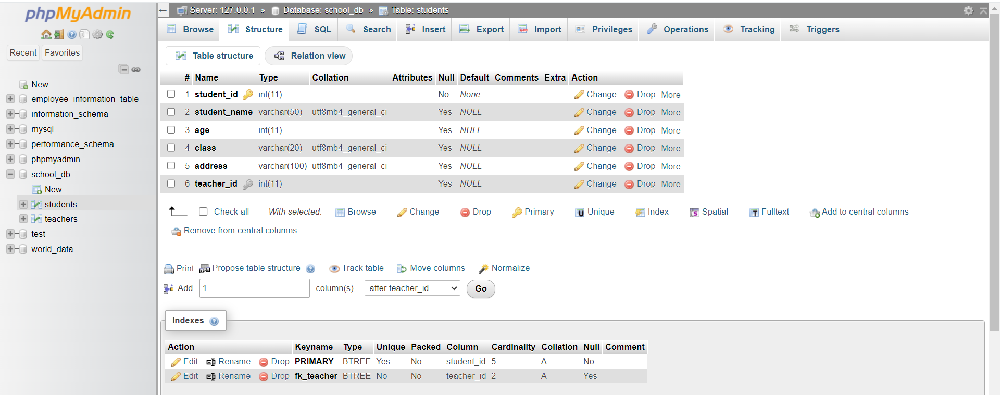 phpMyAdmin
Recent Favorites
New
employee_information_table
information_schema
mysql
performance_schema
phpmyadmin
school_db
New
students
teachers
test
world_data
← Server: 127.0.0.1 » Database: school_db » Table: students
Browse Structure SQL Search Insert Export Import Privileges Operations Tracking Triggers
Table structure Relation view
# Name Type Collation Attributes Null Default Comments Extra Action
1 student_id int(11) No None Change Drop More
2 student_name varchar(50) utf8mb4_general_ci Yes NULL Change Drop More
3 age int(11) Yes NULL Change Drop More
4 class varchar(20) utf8mb4_general_ci Yes NULL Change Drop More
5 address varchar(100) utf8mb4_general_ci Yes NULL Change Drop More
6 teacher_id int(11) Yes NULL Change Drop More
Check all With selected: Browse Change Drop Primary Unique Index Spatial Fulltext Add to central columns
Remove from central columns
Print Propose table structure Track table Move columns Normalize
Add 1 column(s) after teacher_id Go
Indexes
Action Keyname Type Unique Packed Column Cardinality Collation Null Comment
Edit Rename Drop PRIMARY BTREE Yes No student_id 5 A No
Edit Rename Drop fk_teacher BTREE No No teacher_id 2 A Yes